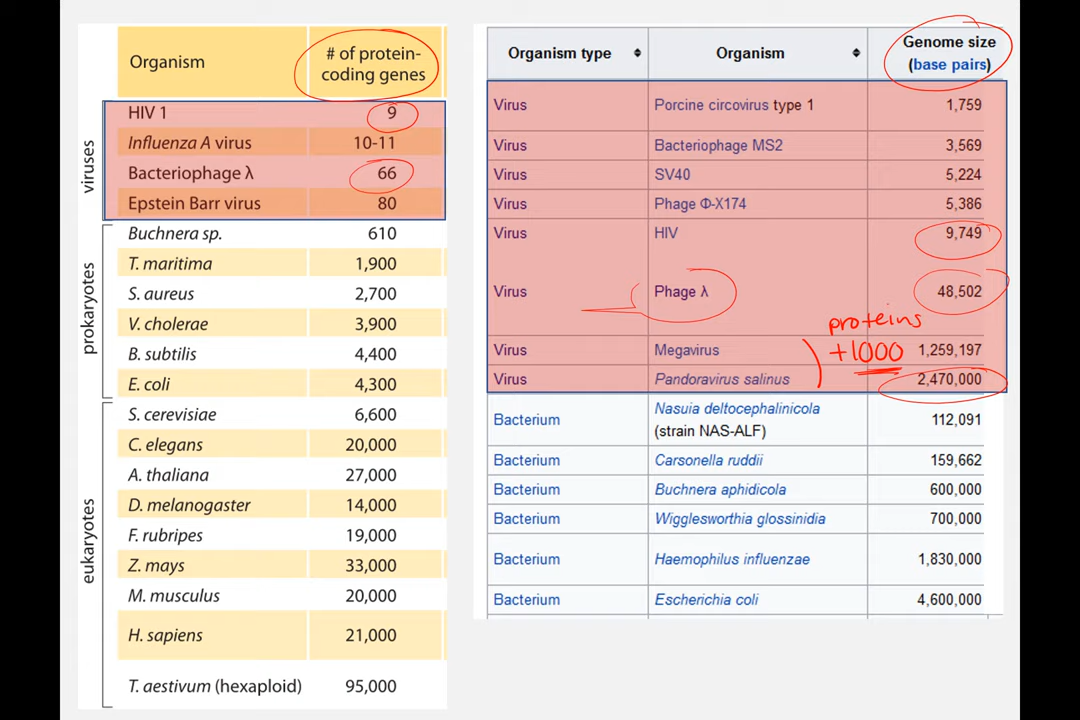 Organism # of protein-coding genes
viruses
HIV 1 9
Influenza A virus 10-11
Bacteriophage λ 66
Epstein Barr virus 80
prokaryotes
Buchnera sp. 610
T. maritima 1,900
S. aureus 2,700
V. cholerae 3,900
B. subtilis 4,400
E. coli 4,300
eukaryotes
S. cerevisiae 6,600
C. elegans 20,000
A. thaliana 27,000
D. melanogaster 14,000
F. rubripes 19,000
Z. mays 33,000
M. musculus 20,000
H. sapiens 21,000
T. aestivum (hexaploid) 95,000
Organism type Organism Genome size (base pairs)
Virus Porcine circovirus type 1 1,759
Virus Bacteriophage MS2 3,569
Virus SV40 5,224
Virus Phage Φ-X174 5,386
Virus HIV 9,749
Virus Phage λ 48,502
proteins
+1000
Virus Megavirus 1,259,197
Virus Pandoravirus salinus 2,470,000
Bacterium Nasuia deltocephalinicola (strain NAS-ALF) 112,091
Bacterium Carsonella ruddii 159,662
Bacterium Buchnera aphidicola 600,000
Bacterium Wigglesworthia glossinidia 700,000
Bacterium Haemophilus influenzae 1,830,000
Bacterium Escherichia coli 4,600,000